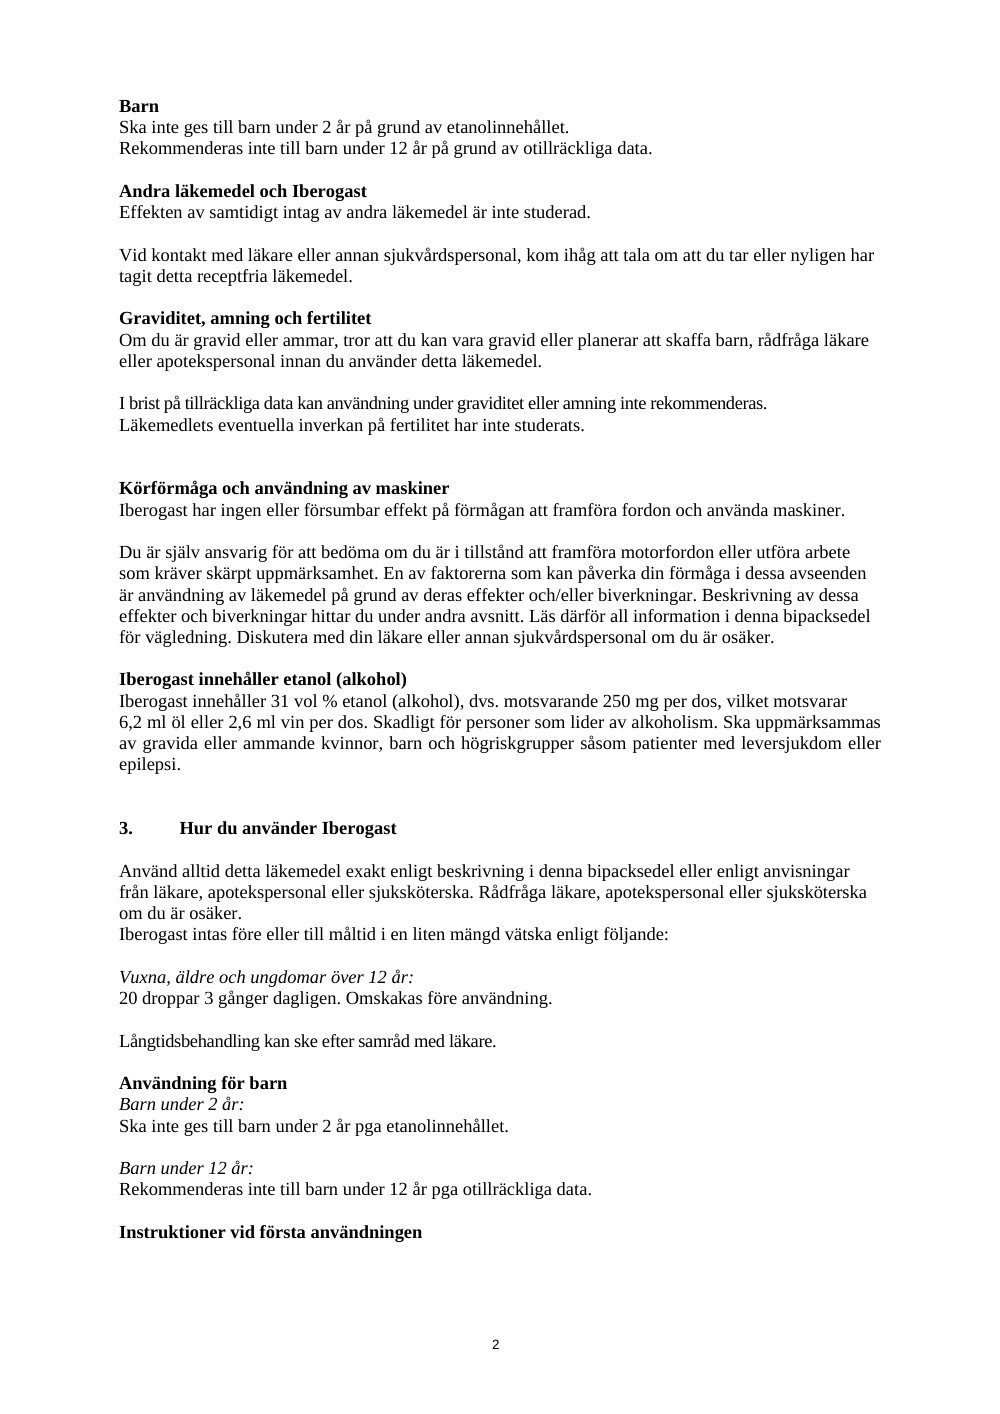 Barn
Ska inte ges till barn under 2 år på grund av etanolinnehållet.
Rekommenderas inte till barn under 12 år på grund av otillräckliga data.
Andra läkemedel och Iberogast
Effekten av samtidigt intag av andra läkemedel är inte studerad.
Vid kontakt med läkare eller annan sjukvårdspersonal, kom ihåg att tala om att du tar eller nyligen har
tagit detta receptfria läkemedel.
Graviditet, amning och fertilitet
Om du är gravid eller ammar, tror att du kan vara gravid eller planerar att skaffa barn, rådfråga läkare
eller apotekspersonal innan du använder detta läkemedel.
I brist på tillräckliga data kan användning under graviditet eller amning inte rekommenderas.
Läkemedlets eventuella inverkan på fertilitet har inte studerats.
Körförmåga och användning av maskiner
Iberogast har ingen eller försumbar effekt på förmågan att framföra fordon och använda maskiner.
Du är själv ansvarig för att bedöma om du är i tillstånd att framföra motorfordon eller utföra arbete
som kräver skärpt uppmärksamhet. En av faktorerna som kan påverka din förmåga i dessa avseenden
är användning av läkemedel på grund av deras effekter och/eller biverkningar. Beskrivning av dessa
effekter och biverkningar hittar du under andra avsnitt. Läs därför all information i denna bipacksedel
för vägledning. Diskutera med din läkare eller annan sjukvårdspersonal om du är osäker.
Iberogast innehåller etanol (alkohol)
Iberogast innehåller 31 vol % etanol (alkohol), dvs. motsvarande 250 mg per dos, vilket motsvarar
6,2 ml öl eller 2,6 ml vin per dos. Skadligt för personer som lider av alkoholism. Ska uppmärksammas
av gravida eller ammande kvinnor, barn och högriskgrupper såsom patienter med leversjukdom eller
epilepsi.
3. Hur du använder Iberogast
Använd alltid detta läkemedel exakt enligt beskrivning i denna bipacksedel eller enligt anvisningar
från läkare, apotekspersonal eller sjuksköterska. Rådfråga läkare, apotekspersonal eller sjuksköterska
om du är osäker.
Iberogast intas före eller till måltid i en liten mängd vätska enligt följande:
Vuxna, äldre och ungdomar över 12 år:
20 droppar 3 gånger dagligen. Omskakas före användning.
Långtidsbehandling kan ske efter samråd med läkare.
Användning för barn
Barn under 2 år:
Ska inte ges till barn under 2 år pga etanolinnehållet.
Barn under 12 år:
Rekommenderas inte till barn under 12 år pga otillräckliga data.
Instruktioner vid första användningen
2